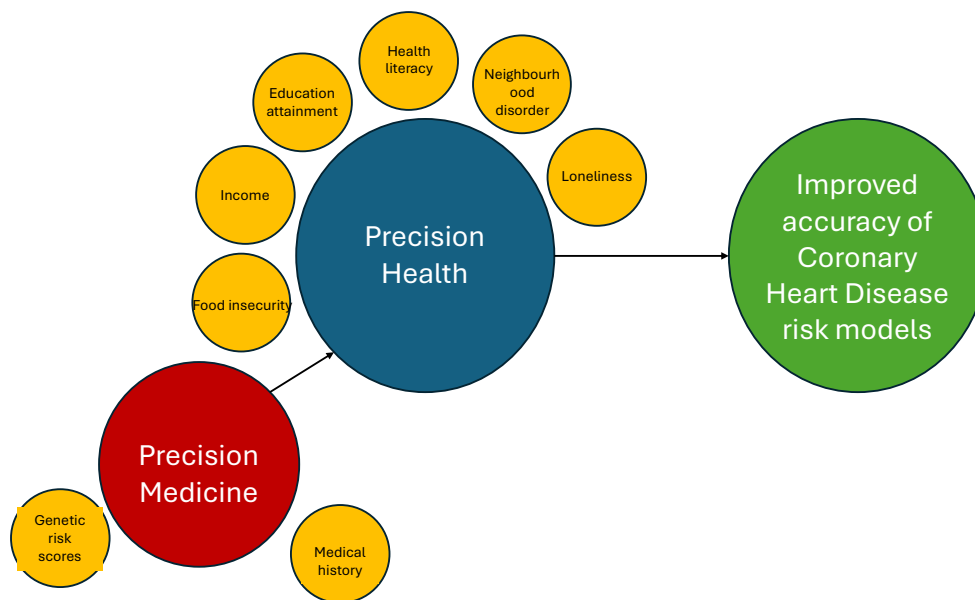 Health
literacy
Neighbourh
ood
disorder
Education
attainment
Loneliness
Income
Food insecurity
Precision
Health
Improved
accuracy of
Coronary
Heart Disease
risk models
Precision
Medicine
Genetic
risk
scores
Medical
history